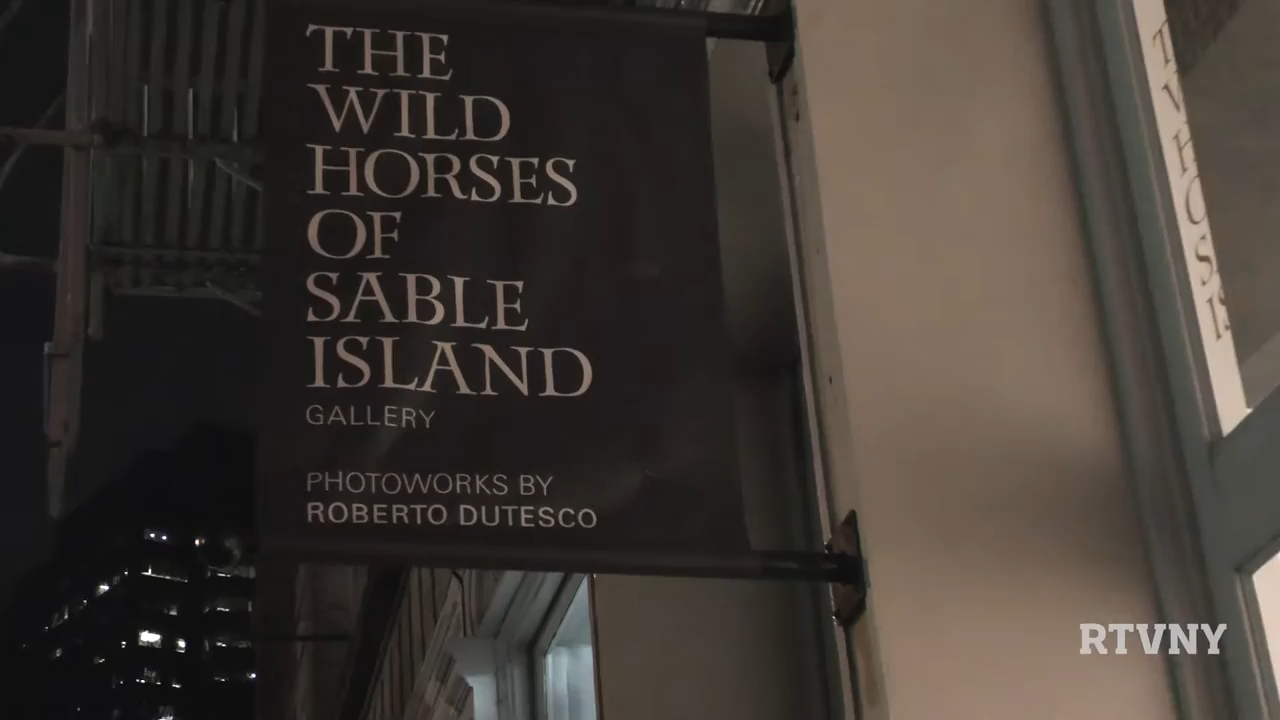 THE
WILD
HORSES
OF
SABLE
ISLAND
GALLERY
PHOTOWORKS BY
ROBERTO DUTESCO
RTVNY